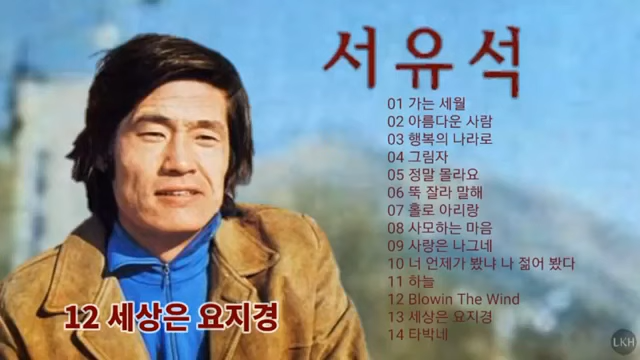 서유석
01 가는 세월
02 아름다운 사람
03 행복의 나라로
04 그림자
05 정말 몰라요
06 뚝 잘라 말해
07 홀로 아리랑
08 사모하는 마음
09 사랑은 나그네
10 너 언제가 봤냐 나 젊어 봤다
11 하늘
12 Blowin The Wind
13 세상은 요지경
14 타박네
12 세상은 요지경
LKH